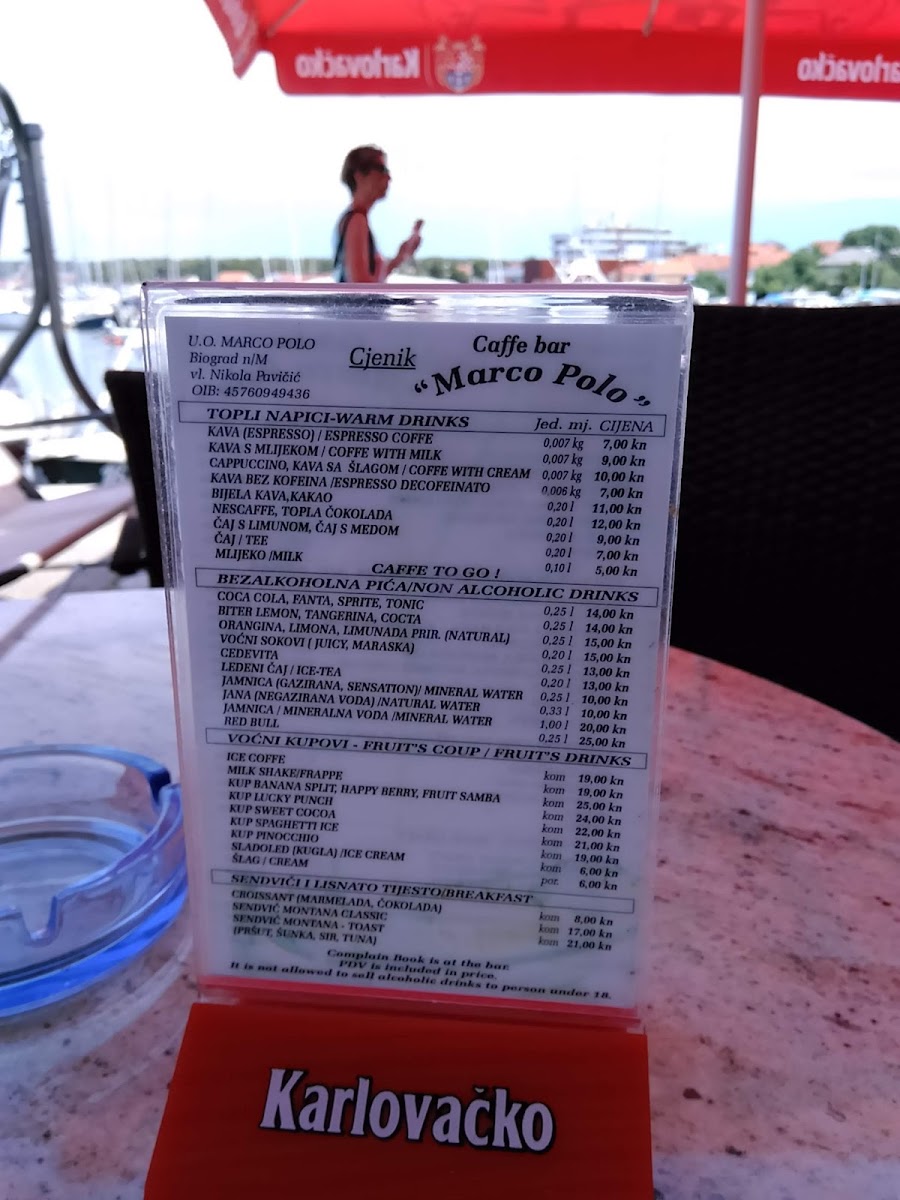 Karlovačko
Karlovačko
U.O. MARCO POLO
Biograd n/M
vl. Nikola Pavičić
OIB: 45760949436
Cjenik
Caffe bar
“Marco Polo”
TOPLI NAPICI-WARM DRINKS Jed. mj. CIJENA
KAVA (ESPRESSO) / ESPRESSO COFFE 0,007 kg 7,00 kn
KAVA S MLIJEKOM / COFFE WITH MILK 0,007 kg 9,00 kn
CAPPUCCINO, KAVA SA ŠLAGOM / COFFE WITH CREAM 0,007 kg 10,00 kn
KAVA BEZ KOFEINA /ESPRESSO DECOFEINATO 0,006 kg 7,00 kn
BIJELA KAVA,KAKAO 0,20 l 11,00 kn
NESCAFFE, TOPLA ČOKOLADA 0,20 l 12,00 kn
ČAJ S LIMUNOM, ČAJ S MEDOM 0,20 l 9,00 kn
ČAJ / TEE 0,20 l 7,00 kn
MLIJEKO /MILK 0,10 l 5,00 kn
CAFFE TO GO !
BEZALKOHOLNA PIĆA/NON ALCOHOLIC DRINKS
COCA COLA, FANTA, SPRITE, TONIC 0,25 l 14,00 kn
BITER LEMON, TANGERINA, COCTA 0,25 l 14,00 kn
ORANGINA, LIMONA, LIMUNADA PRIR. (NATURAL) 0,25 l 15,00 kn
VOĆNI SOKOVI ( JUICY, MARASKA) 0,20 l 15,00 kn
CEDEVITA 0,25 l 13,00 kn
LEDENI ČAJ / ICE-TEA 0,20 l 13,00 kn
JAMNICA (GAZIRANA, SENSATION)/ MINERAL WATER 0,25 l 10,00 kn
JANA (NEGAZIRANA VODA) /NATURAL WATER 0,33 l 10,00 kn
JAMNICA / MINERALNA VODA /MINERAL WATER 1,00 l 20,00 kn
RED BULL 0,25 l 25,00 kn
VOĆNI KUPOVI - FRUIT'S COUP / FRUIT'S DRINKS
ICE COFFE kom 19,00 kn
MILK SHAKE/FRAPPE kom 19,00 kn
KUP BANANA SPLIT, HAPPY BERRY, FRUIT SAMBA kom 25,00 kn
KUP LUCKY PUNCH kom 24,00 kn
KUP SWEET COCOA kom 22,00 kn
KUP SPAGHETTI ICE kom 21,00 kn
KUP PINOCCHIO kom 19,00 kn
SLADOLED (KUGLA) /ICE CREAM kom 6,00 kn
ŠLAG / CREAM por. 6,00 kn
SENDVIČI I LISNATO TIJESTO/BREAKFAST
CROISSANT (MARMELADA, ČOKOLADA) kom 8,00 kn
SENDVIČ MONTANA CLASSIC kom 17,00 kn
SENDVIČ MONTANA - TOAST kom 21,00 kn
(PRŠUT, ŠUNKA, SIR, TUNA)
Complain Book is at the bar.
PDV is included in price.
It is not allowed to sell alcoholic drinks to person under 18.
Karlovačko